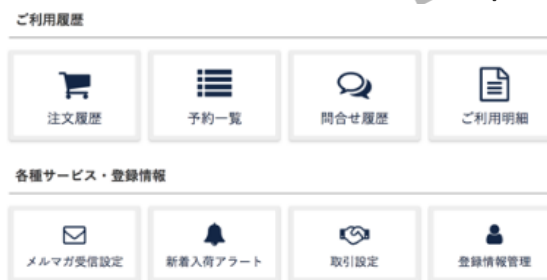 ご利用履歴
注文履歴
予約一覧
問合せ履歴
ご利用明細
各種サービス・登録情報
メルマガ受信設定
新着入荷アラート
取引設定
登録情報管理